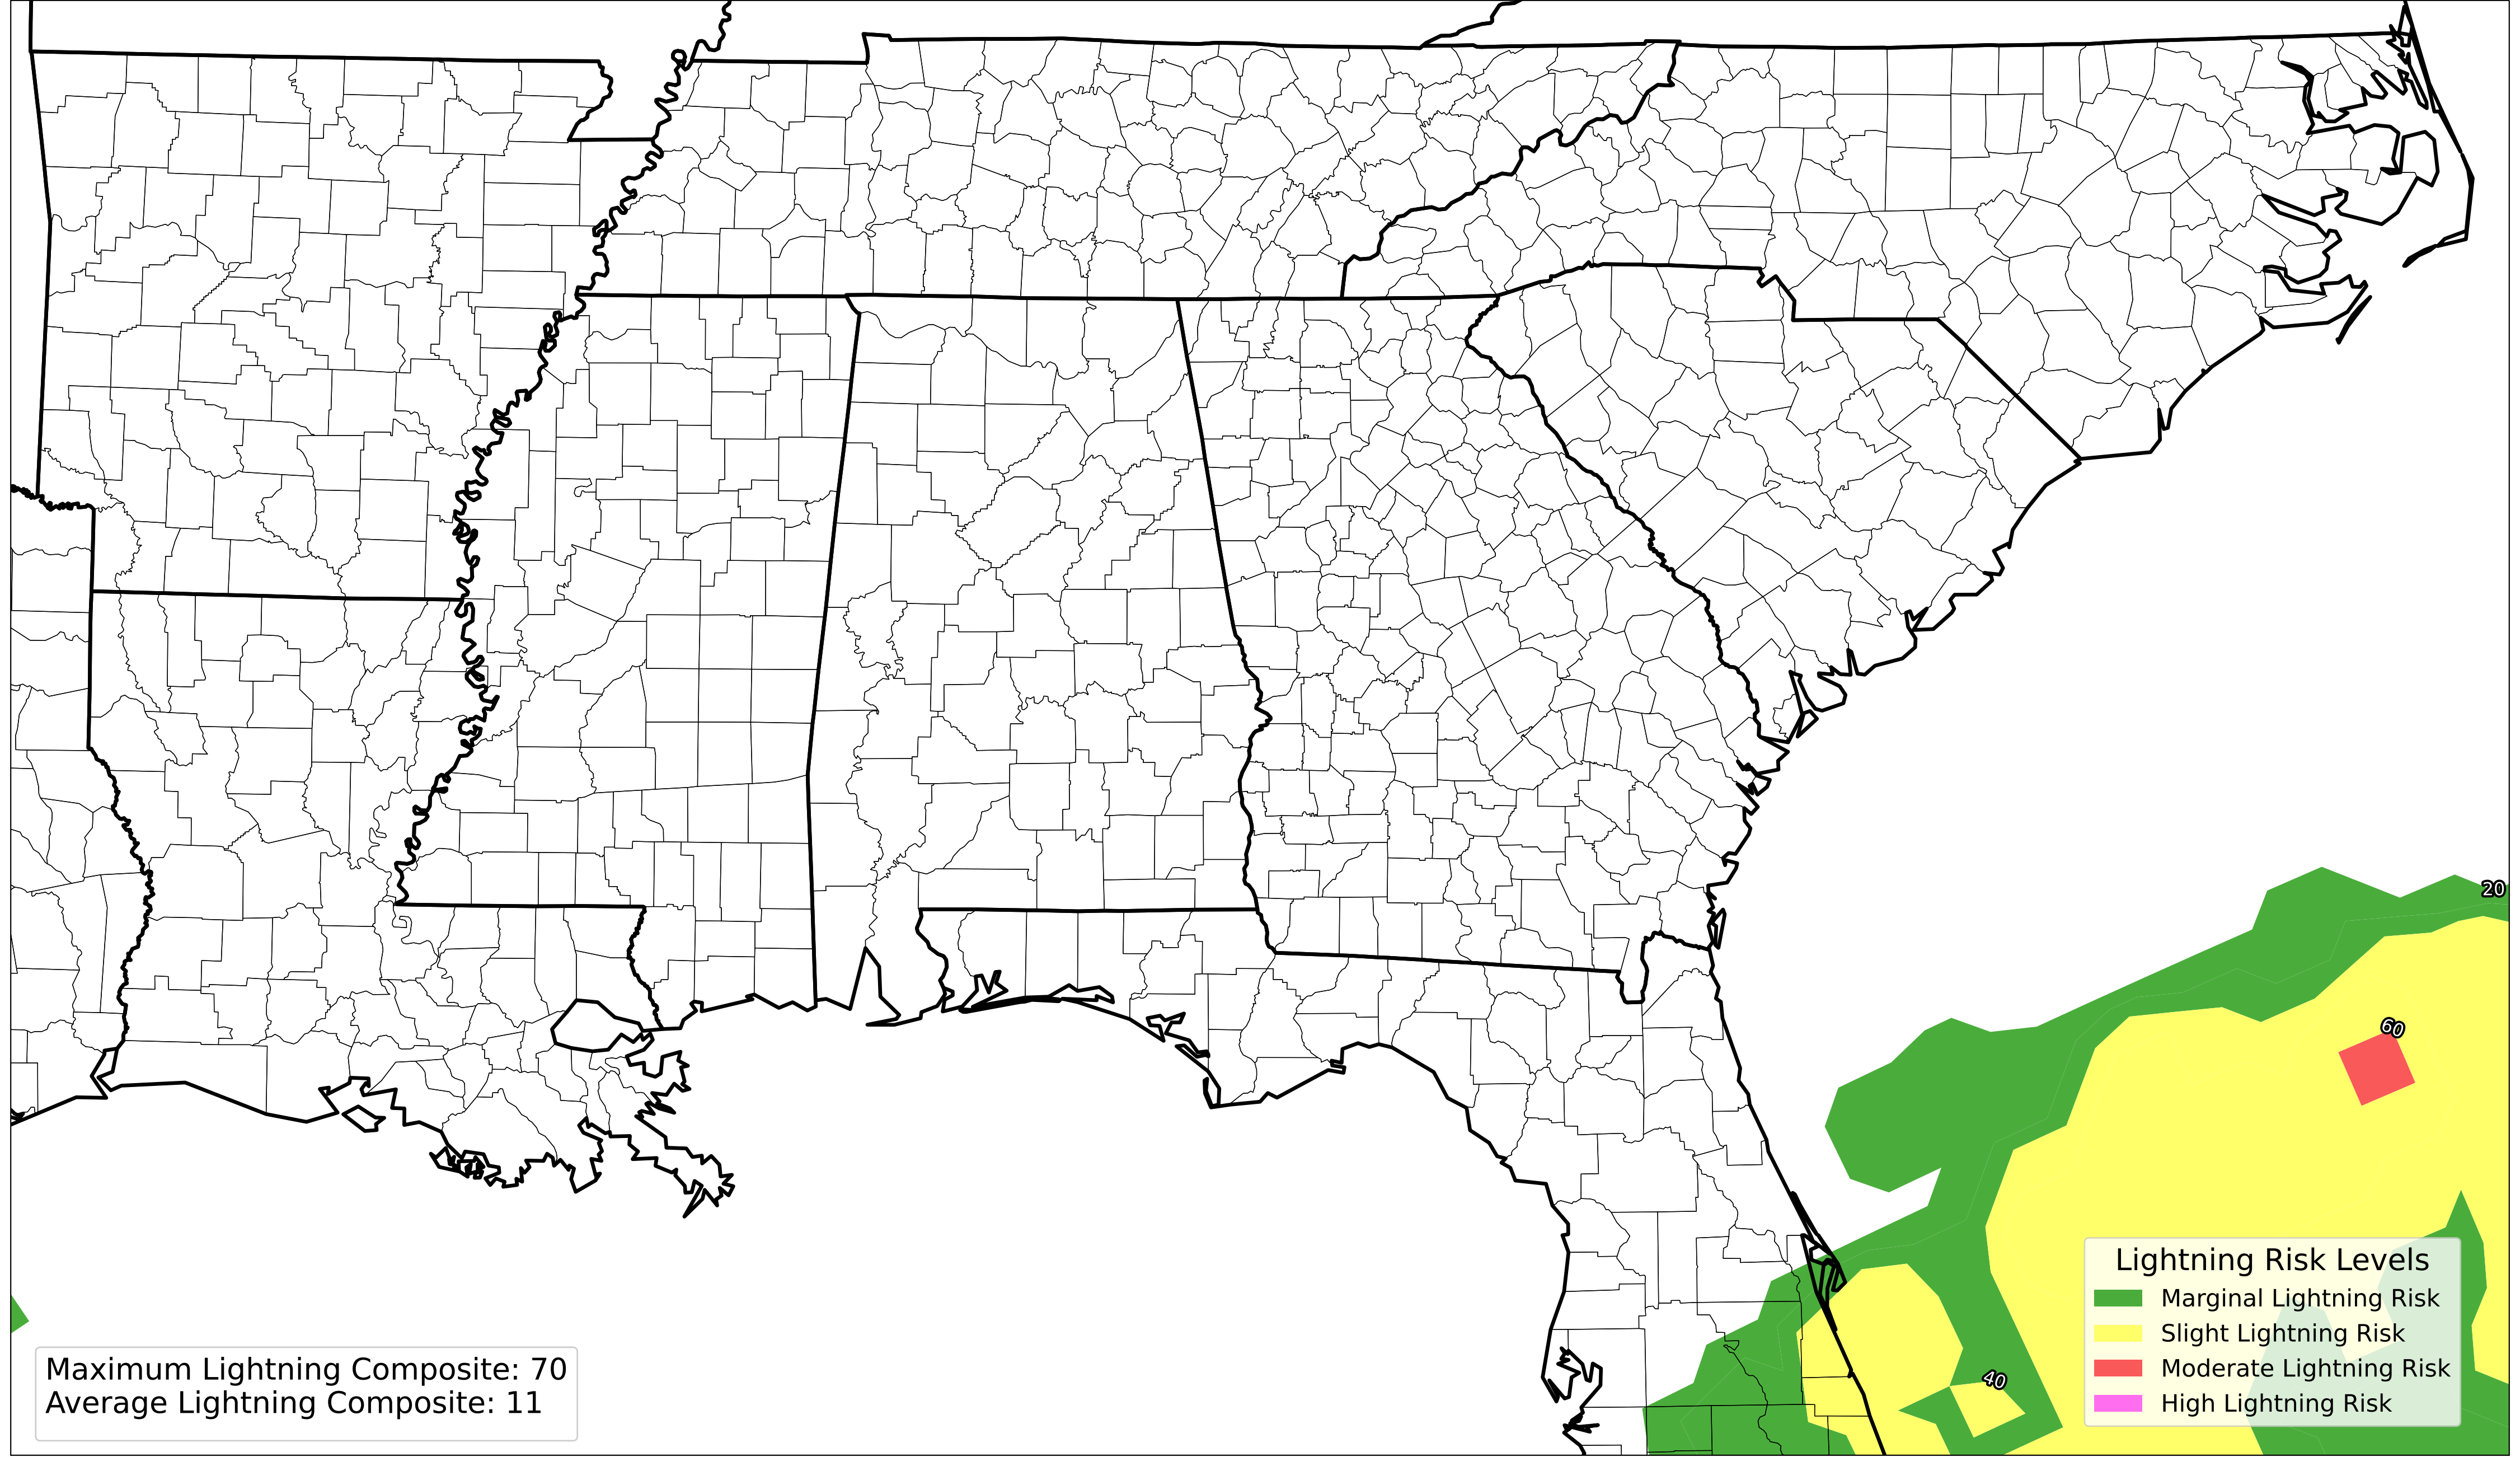 20
60
40
Lightning Risk Levels
Marginal Lightning Risk
Slight Lightning Risk
Moderate Lightning Risk
High Lightning Risk
Maximum Lightning Composite: 70
Average Lightning Composite: 11